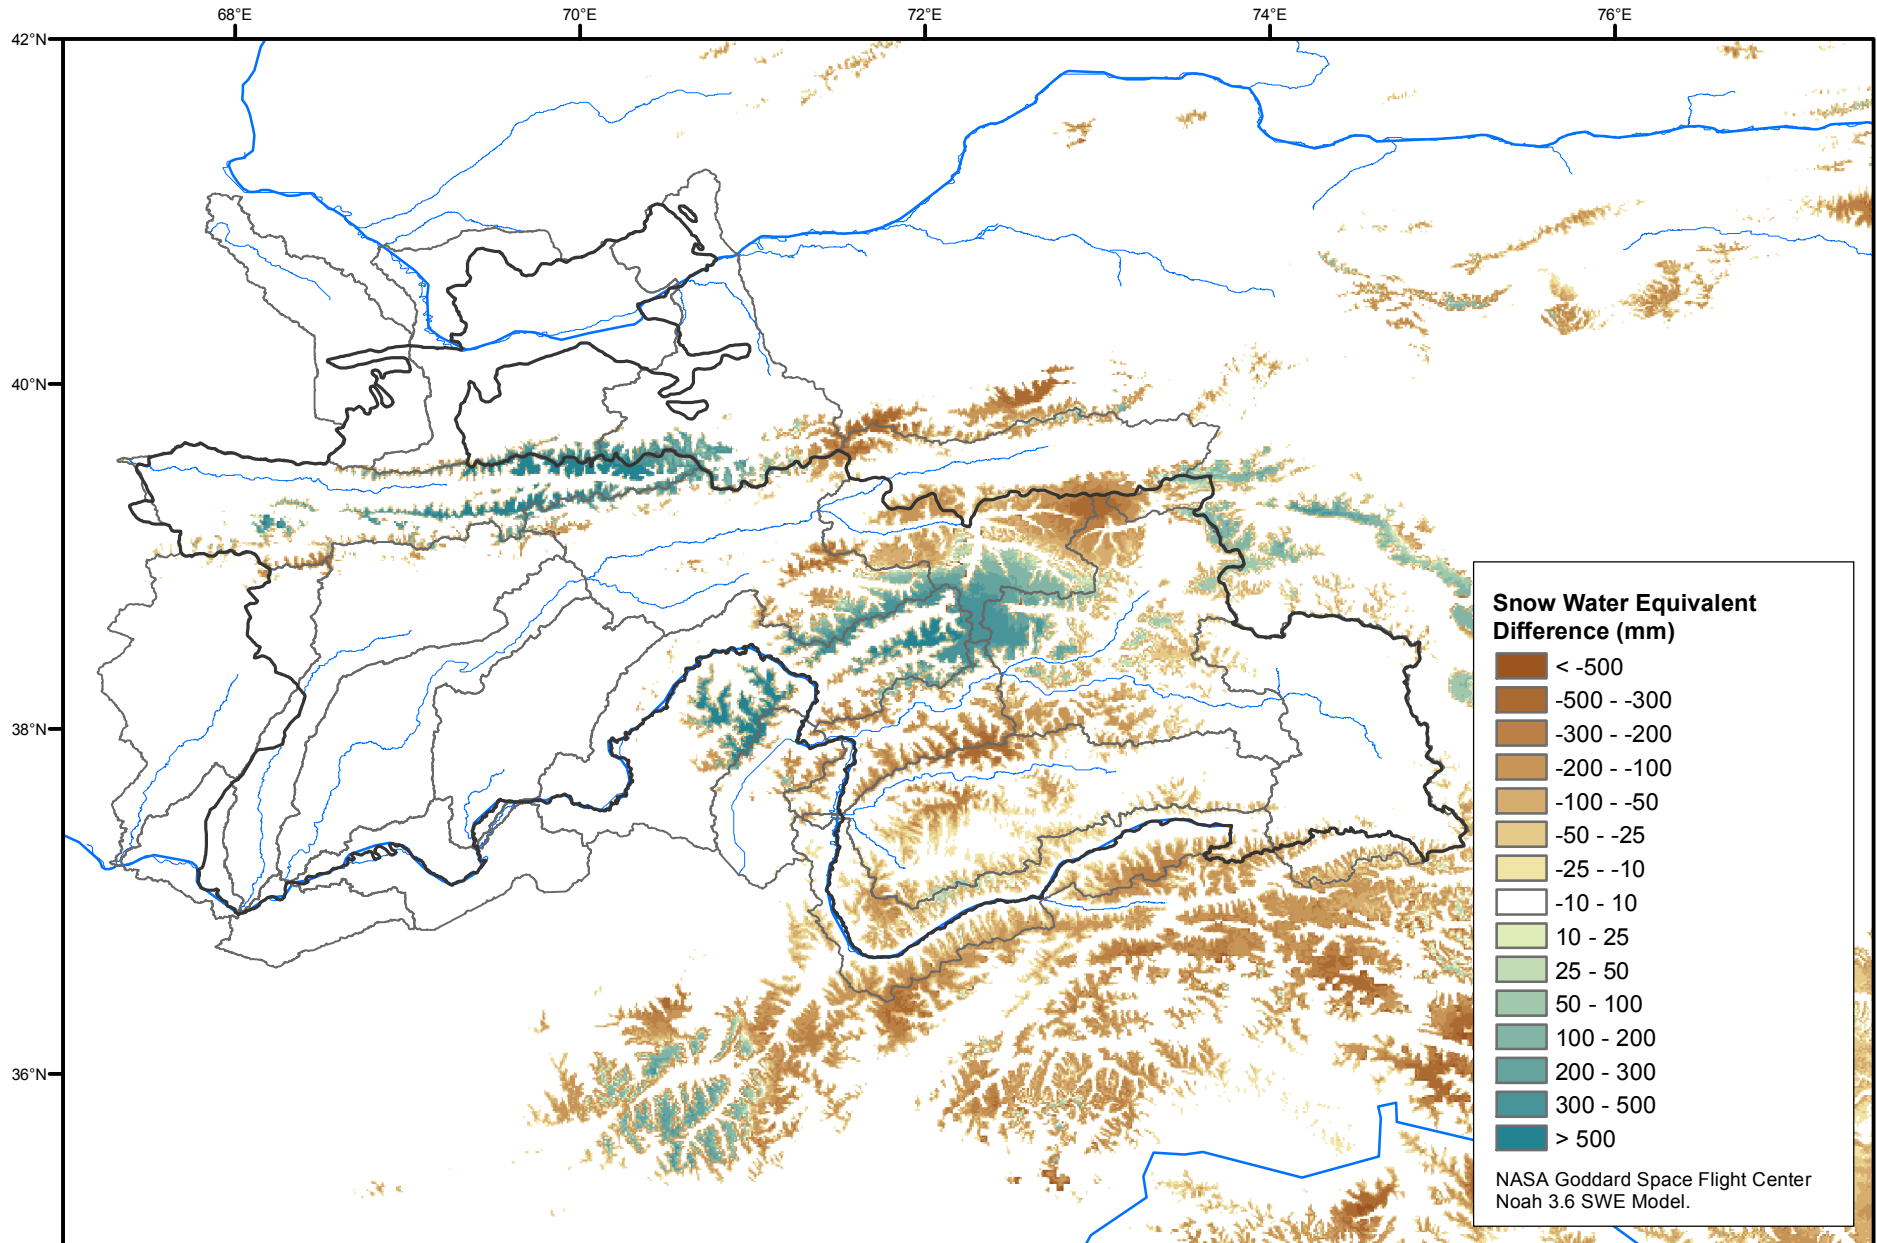 68°E
70°E
72°E
74°E
76°E
42°N
40°N
38°N
36°N
Snow Water Equivalent
Difference (mm)
< -500
-500 - -300
-300 - -200
-200 - -100
-100 - -50
-50 - -25
-25 - -10
-10 - 10
10 - 25
25 - 50
50 - 100
100 - 200
200 - 300
300 - 500
> 500
NASA Goddard Space Flight Center
Noah 3.6 SWE Model.